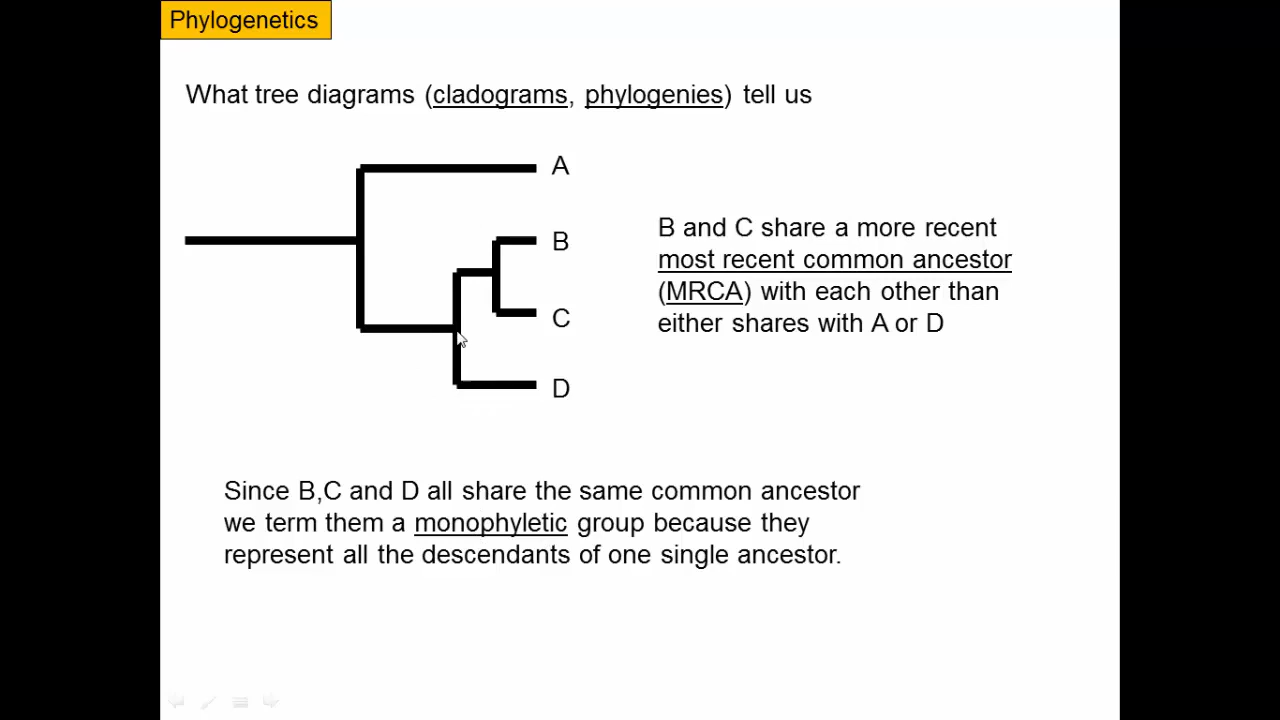 Phylogenetics
What tree diagrams (cladograms, phylogenies) tell us
A
B
C
D
B and C share a more recent
most recent common ancestor
(MRCA) with each other than
either shares with A or D
Since B,C and D all share the same common ancestor
we term them a monophyletic group because they
represent all the descendants of one single ancestor.